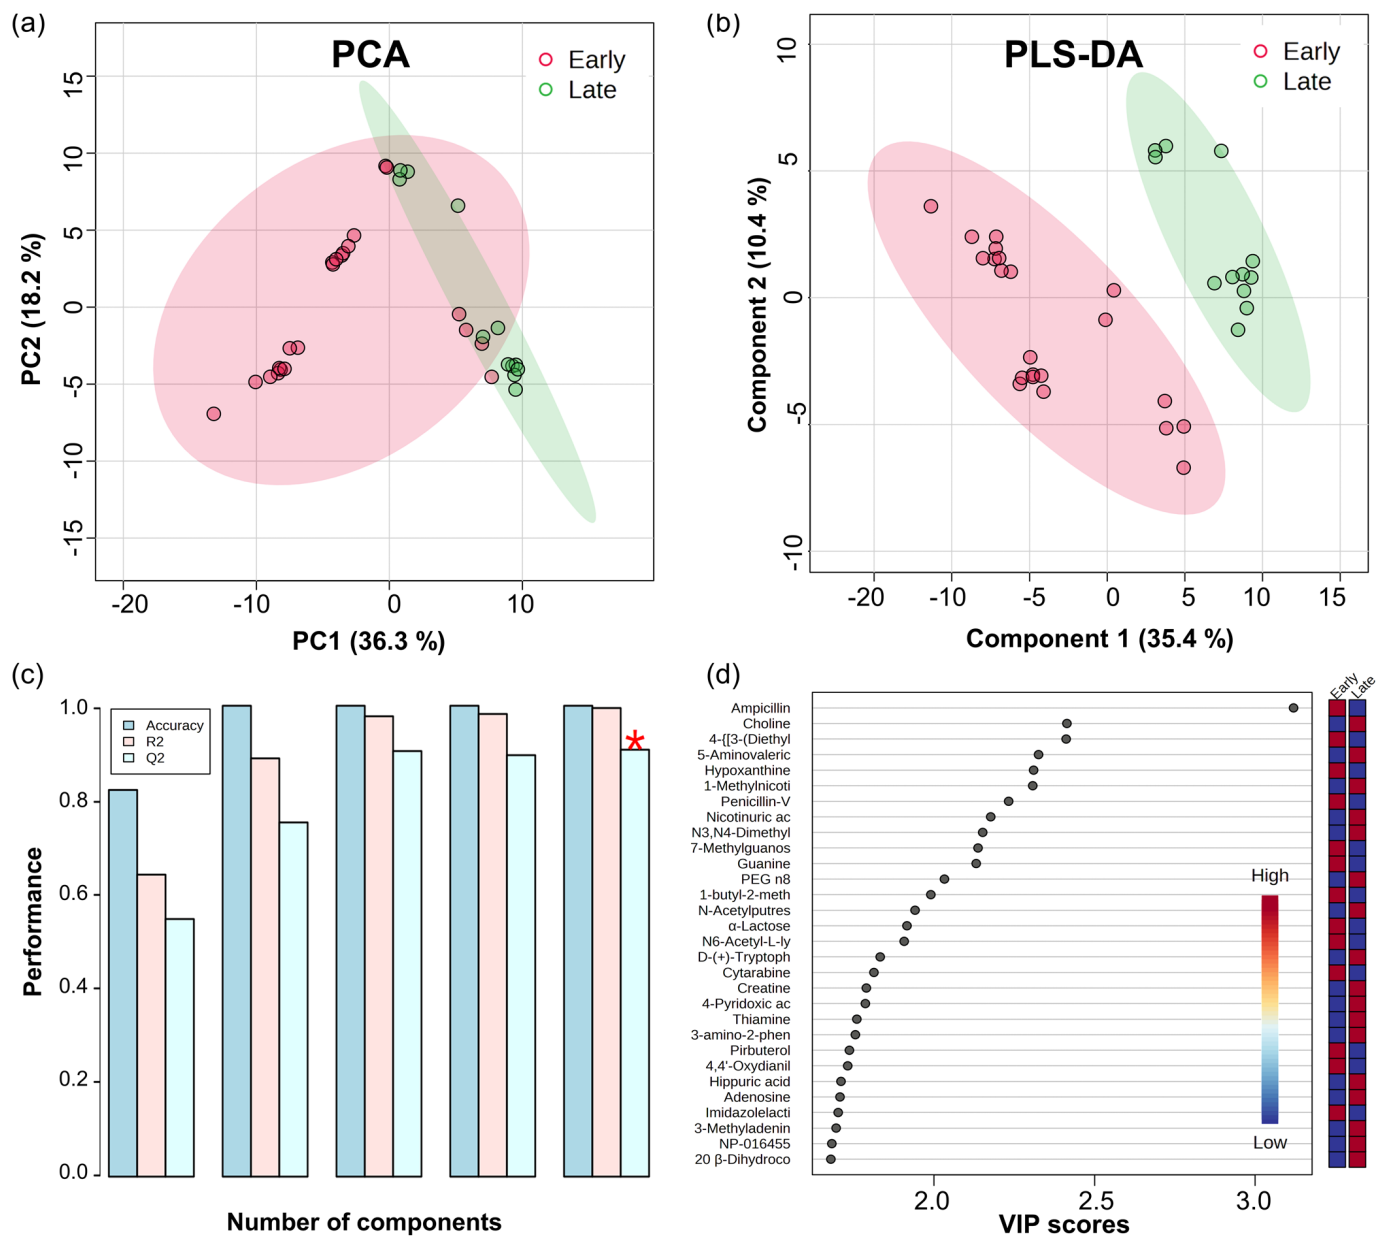 (a)
PCA
Early
Late
15
10
5
0
-5
-10
-15
PC2 (18.2 %)
-20
-10
0
10
PC1 (36.3 %)
(b)
PLS-DA
Early
Late
10
5
0
-5
-10
Component 2 (10.4 %)
-20
-10
-5
0
5
10
15
Component 1 (35.4 %)
(c)
1.0
0.8
0.6
0.4
0.2
0.0
Performance
Accuracy
R2
Q2
*
Number of components
(d)
Early
Late
Ampicillin
Choline
4-{[3-(Diethyl
5-Aminovaleric
Hypoxanthine
1-Methylnicoti
Penicillin-V
Nicotinuric ac
N3,N4-Dimethyl
7-Methylguanos
Guanine
PEG n8
1-butyl-2-meth
N-Acetylputres
α-Lactose
N6-Acetyl-L-ly
D-(+)-Tryptoph
Cytarabine
Creatine
4-Pyridoxic ac
Thiamine
3-amino-2-phen
Pirbuterol
4,4'-Oxydianil
Hippuric acid
Adenosine
Imidazolelacti
3-Methyladenin
NP-016455
20 β-Dihydroco
High
Low
2.0
2.5
3.0
VIP scores